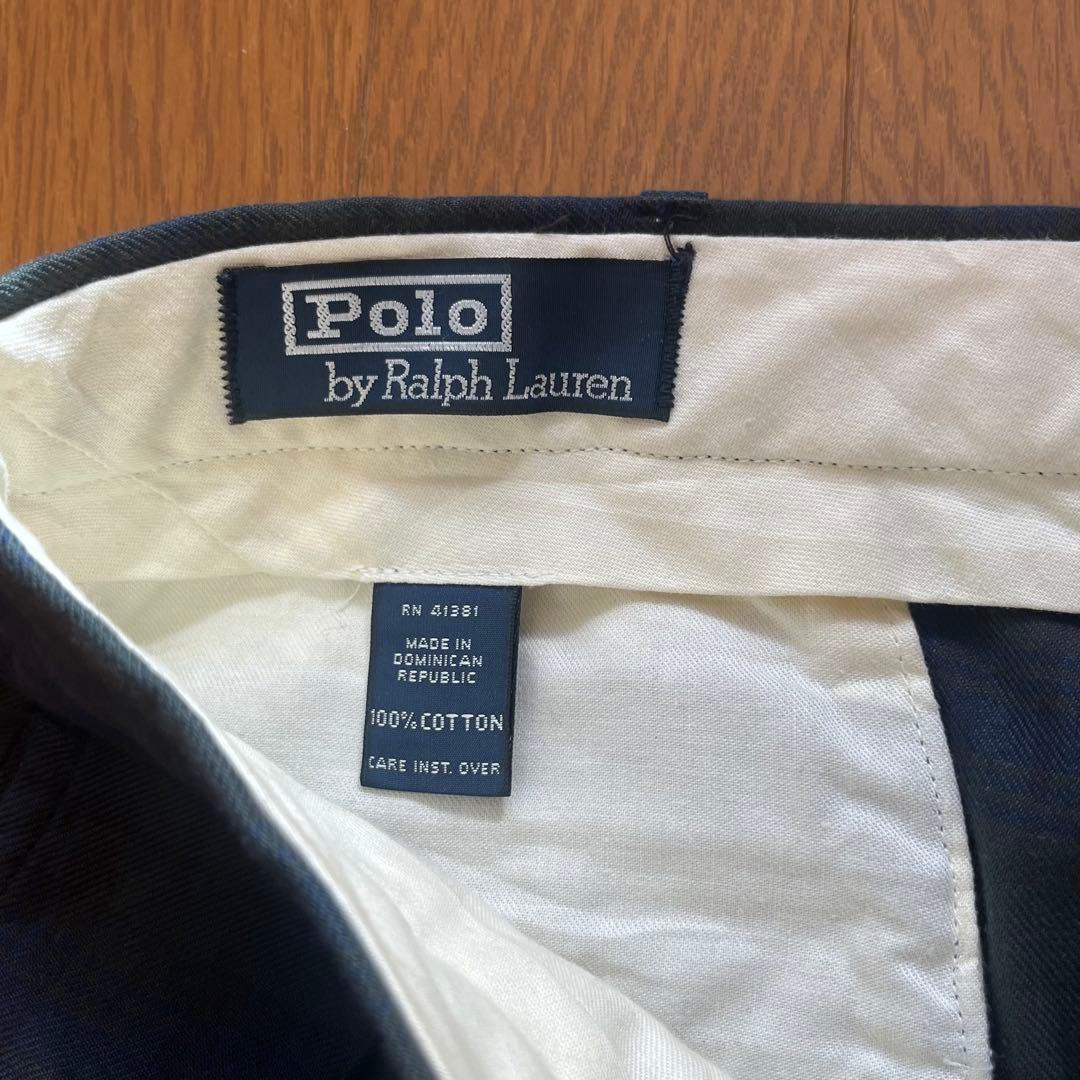 Polo
by Ralph Lauren
RN 41381
MADE IN
DOMINICAN
REPUBLIC
100% COTTON
CARE INST. OVER